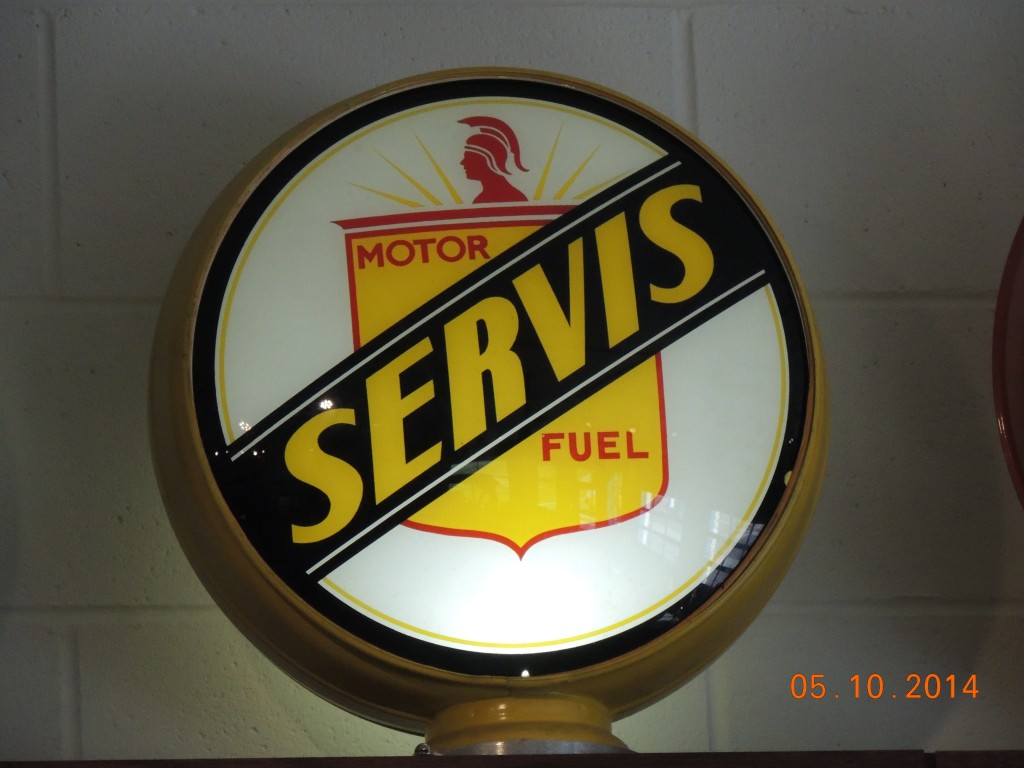 MOTOR
SERVIS
FUEL
05.10.2014